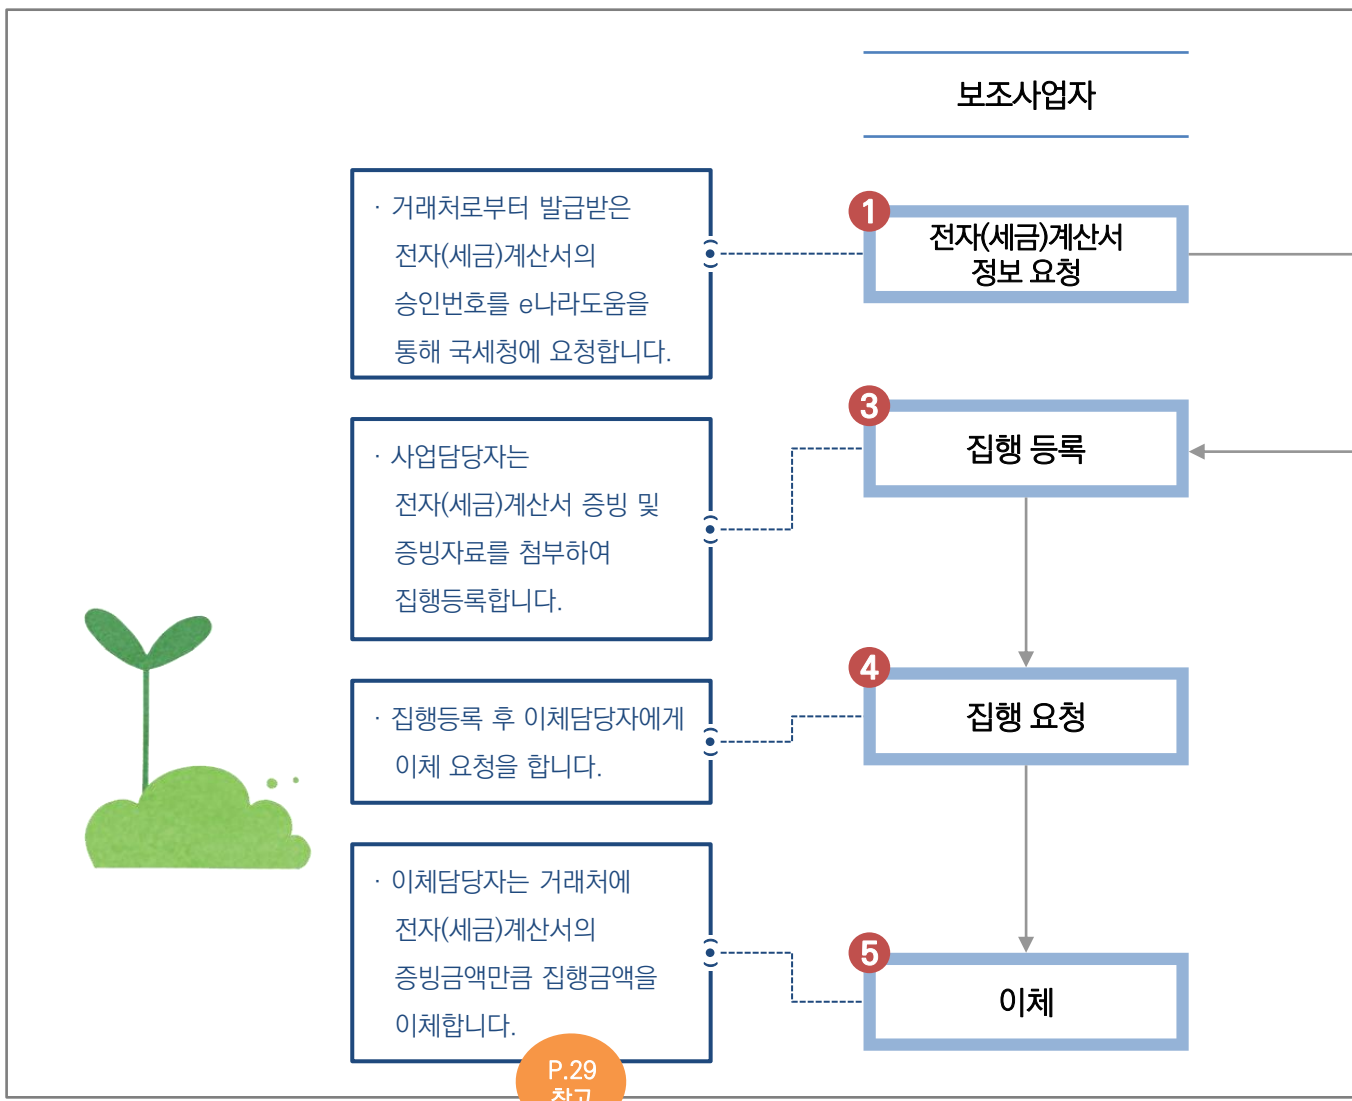 보조사업자
· 거래처로부터 발급받은
전자(세금)계산서의
승인번호를 e나라도움을
통해 국세청에 요청합니다.
1
전자(세금)계산서
정보 요청
· 사업담당자는
전자(세금)계산서 증빙 및
증빙자료를 첨부하여
집행등록합니다.
3
집행 등록
· 집행등록 후 이체담당자에게
이체 요청을 합니다.
4
집행 요청
· 이체담당자는 거래처에
전자(세금)계산서의
증빙금액만큼 집행금액을
이체합니다.
5
이체
P.29
참고